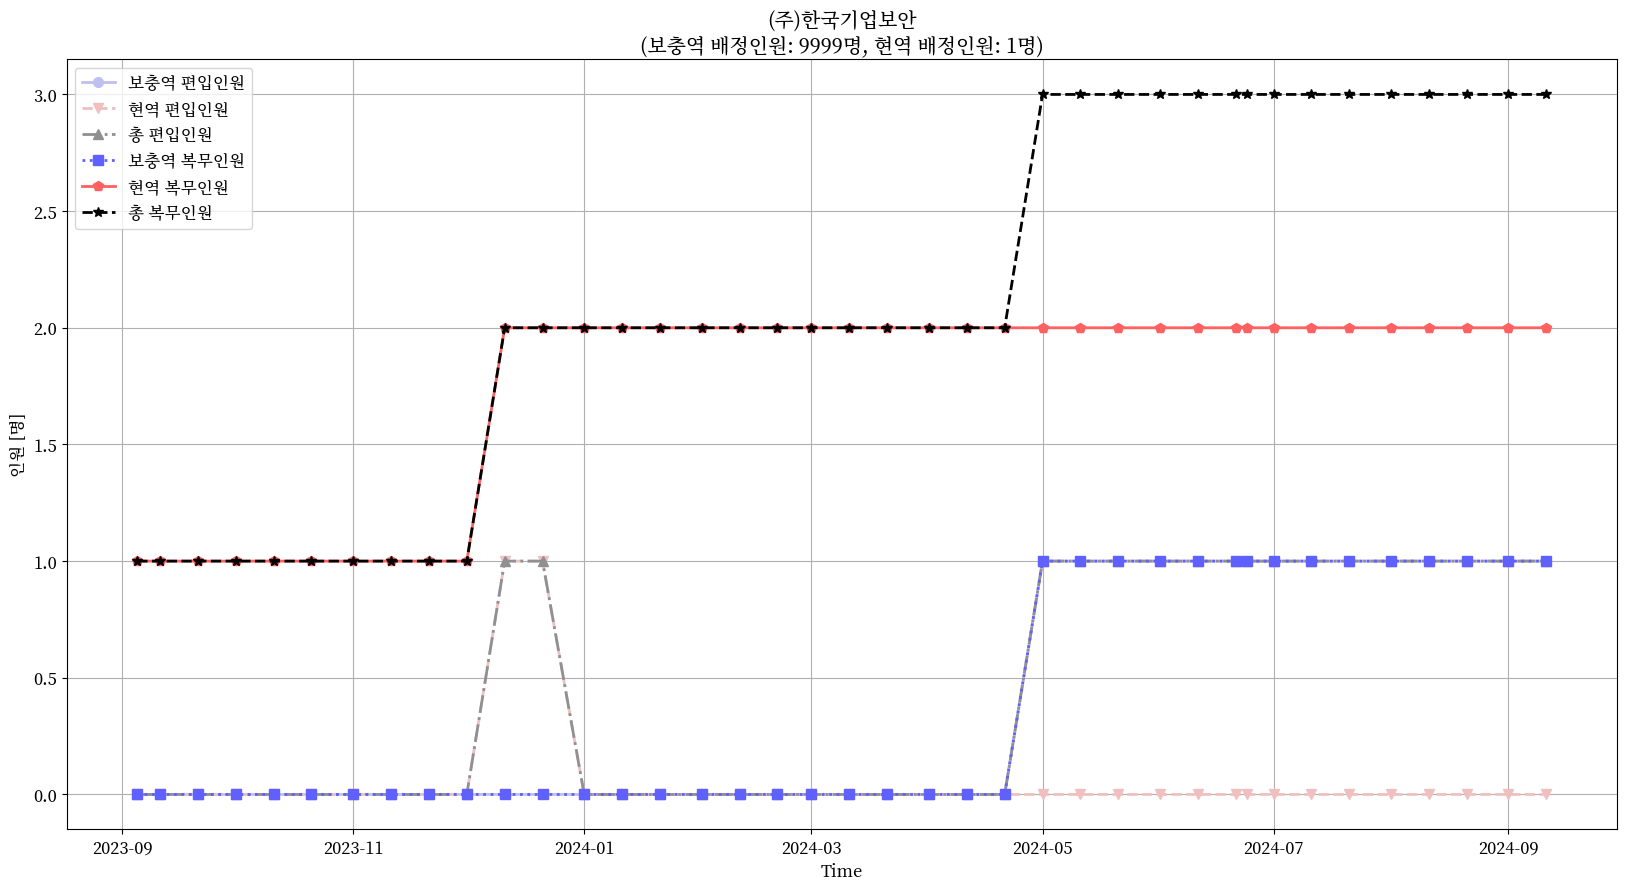 (주)한국기업보안
(보충역 배정인원: 9999명, 현역 배정인원: 1명)
보충역 편입인원
현역 편입인원
총 편입인원
보충역 복무인원
현역 복무인원
총 복무인원
3.0
2.5
2.0
1.5
1.0
0.5
0.0
인원 [명]
2023-09 2023-11 2024-01 2024-03 2024-05 2024-07 2024-09
Time